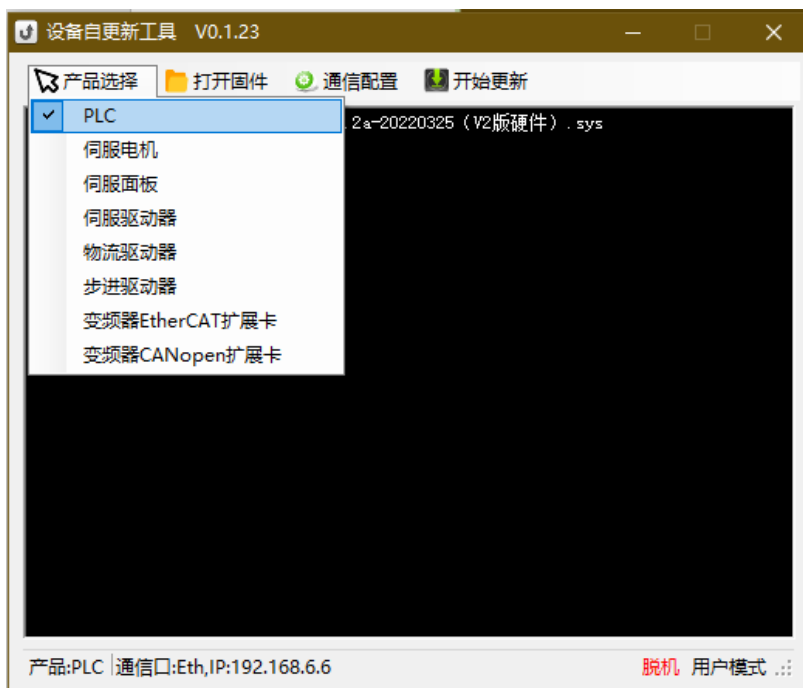 设备自更新工具 V0.1.23
产品选择 打开固件 通信配置 开始更新
PLC
.2a-20220325（V2版硬件）.sys
伺服电机
伺服面板
伺服驱动器
物流驱动器
步进驱动器
变频器EtherCAT扩展卡
变频器CANopen扩展卡
产品:PLC 通信口:Eth,IP:192.168.6.6 脱机 用户模式